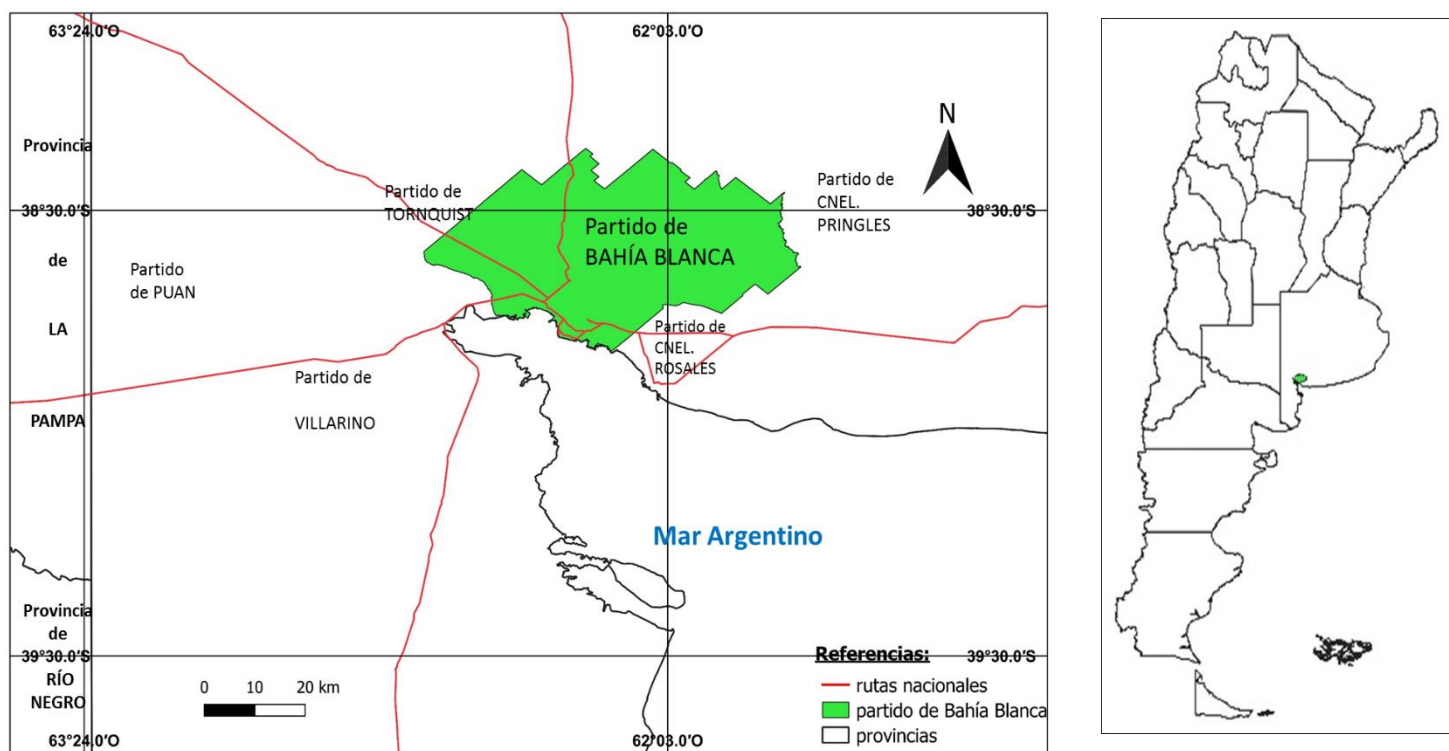 63°24.0'O
62°03.0'O
N
Provincia
de
LA
PAMPA
Partido de
TORNQUIST
Partido de
CNEL.
PRINGLES
38°30.0'S
38°30.0'S
Partido de
BAHÍA BLANCA
Partido
de PUAN
Partido de
CNEL.
ROSALES
Partido de
VILLARINO
Mar Argentino
Provincia
de
39°30.0'S
RÍO
NEGRO
39°30.0'S
0 10 20 km
Referencias:
rutas nacionales
partido de Bahía Blanca
provincias
63°24.0'O
62°03.0'O